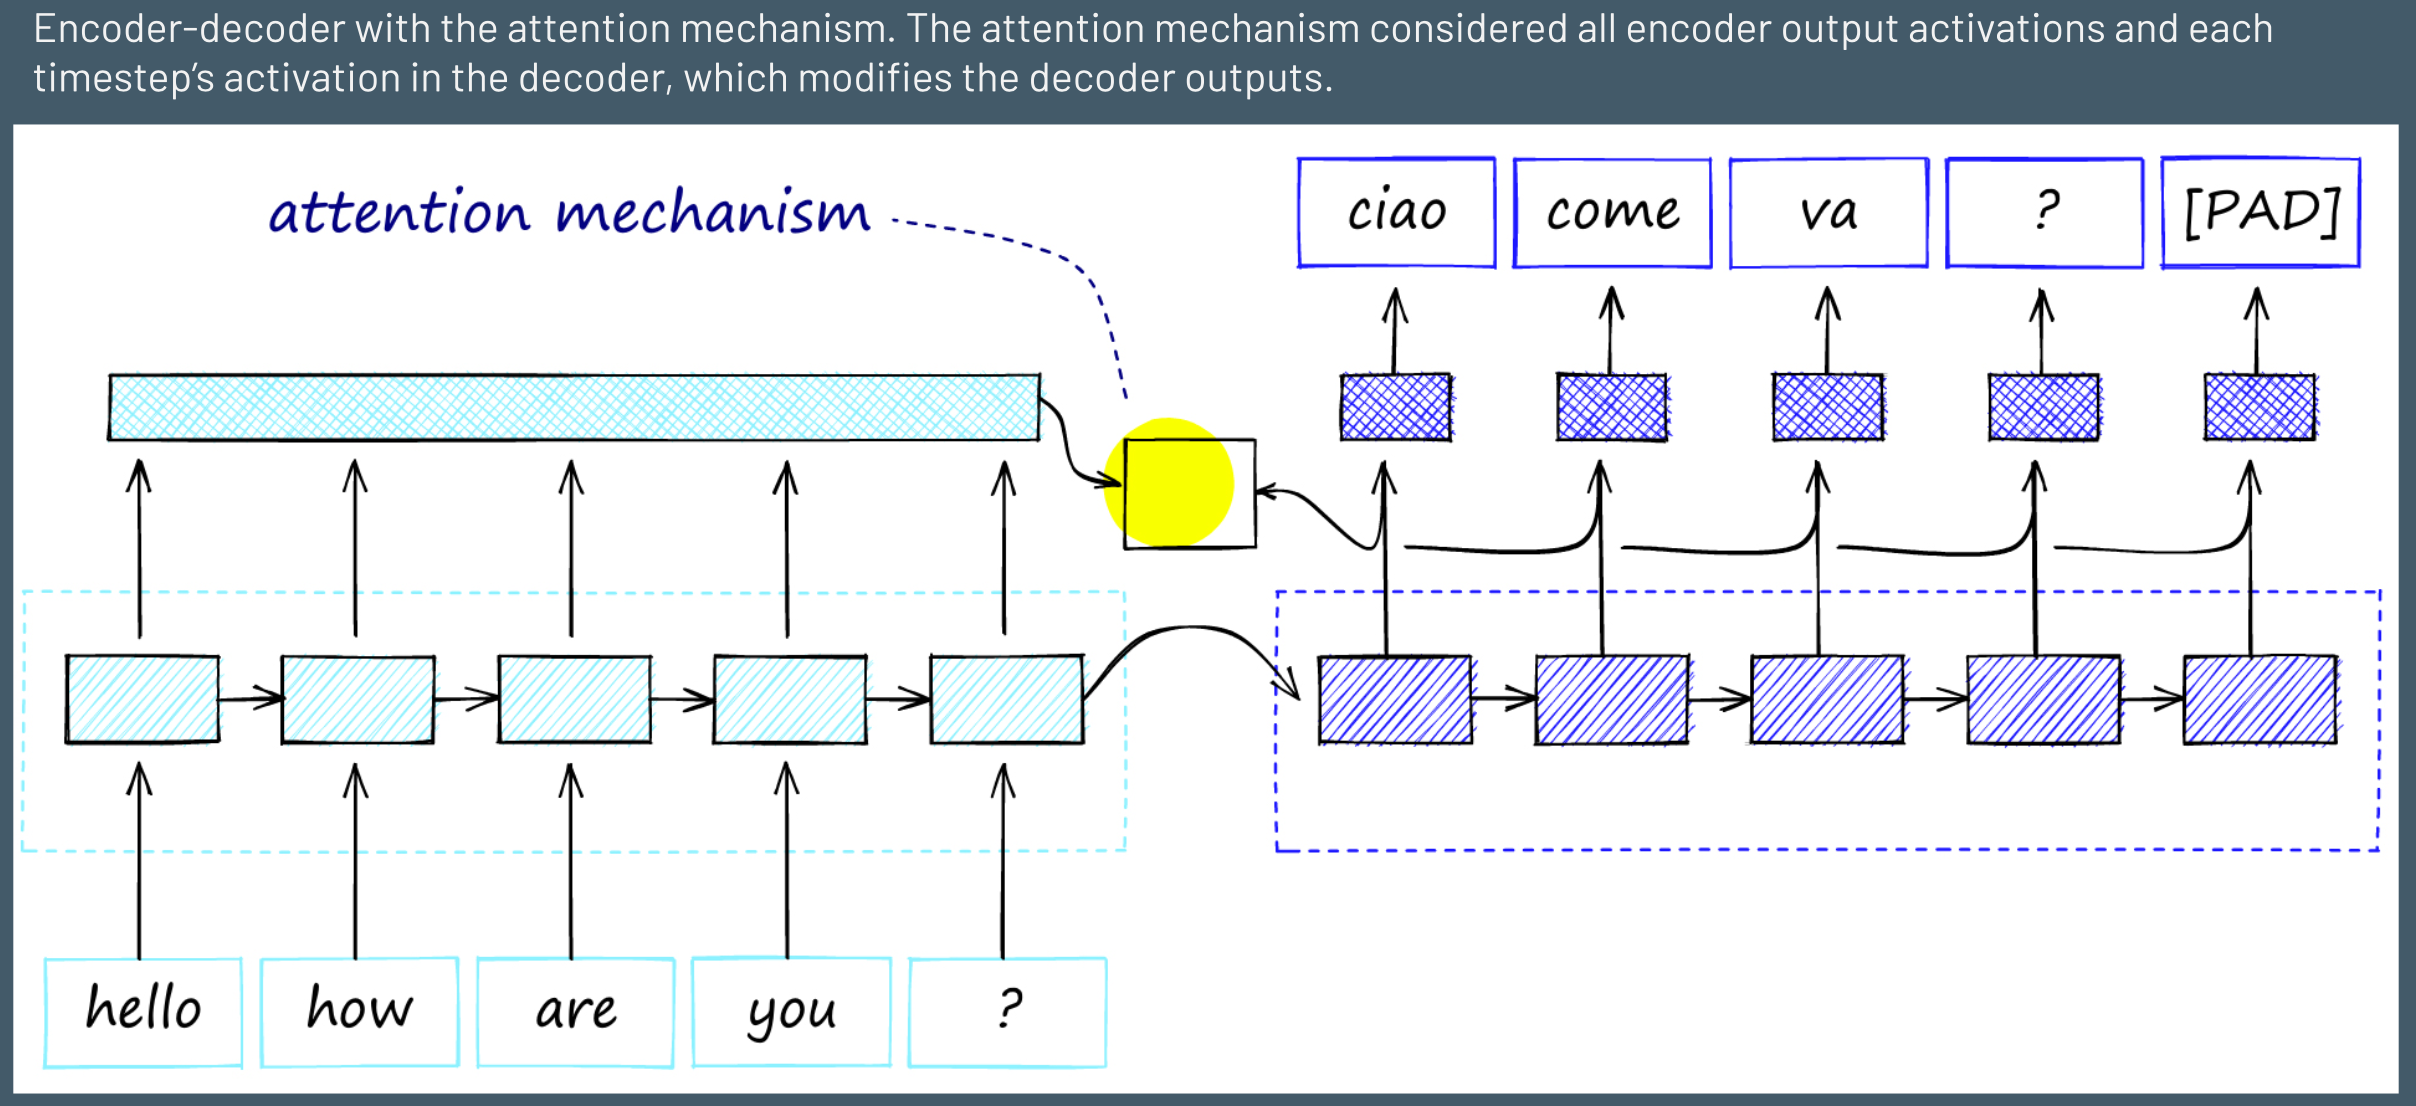 Encoder-decoder with the attention mechanism. The attention mechanism considered all encoder output activations and each
timestep’s activation in the decoder, which modifies the decoder outputs.
attention mechanism
ciao come va ? [PAD]
hello how are you ?